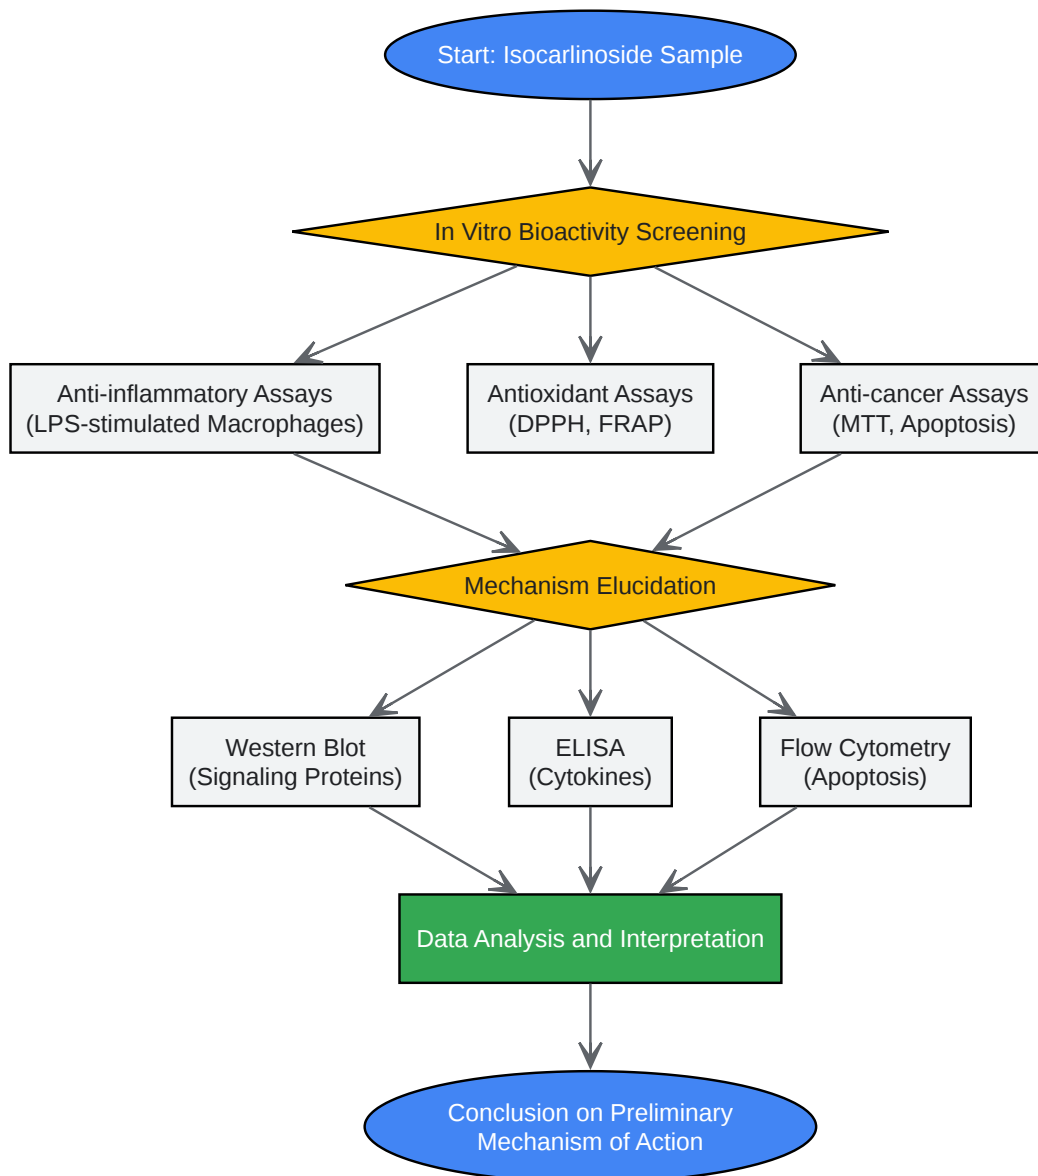 Start: Isocarlinoside Sample
In Vitro Bioactivity Screening
Anti-inflammatory Assays
(LPS-stimulated Macrophages)
Antioxidant Assays
(DPPH, FRAP)
Anti-cancer Assays
(MTT, Apoptosis)
Mechanism Elucidation
Western Blot
(Signaling Proteins)
ELISA
(Cytokines)
Flow Cytometry
(Apoptosis)
Data Analysis and Interpretation
Conclusion on Preliminary
Mechanism of Action